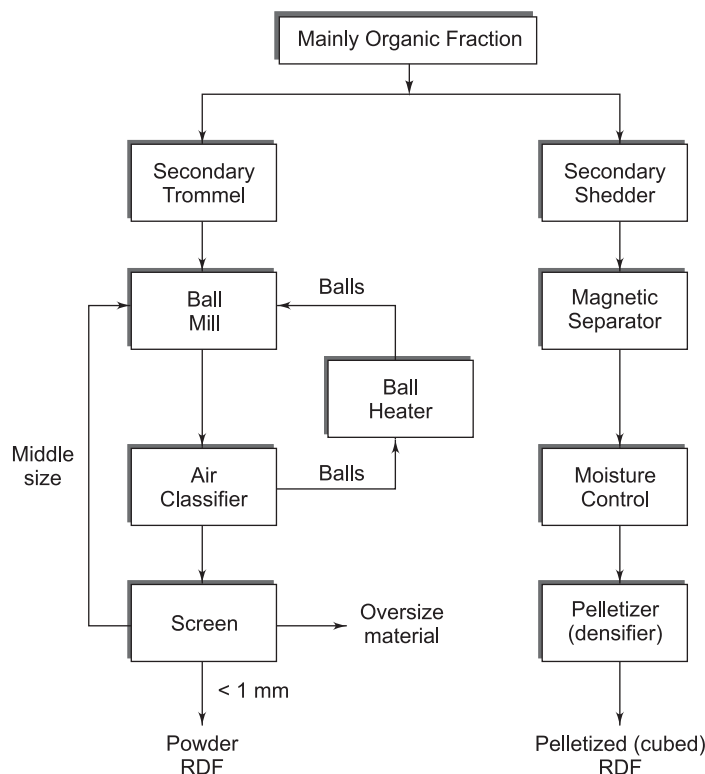 Mainly Organic Fraction
Secondary
Trommel
Secondary
Shedder
Ball
Mill
Balls
Magnetic
Separator
Ball
Heater
Middle
size
Air
Classifier
Balls
Moisture
Control
Screen
Oversize
material
Pelletizer
(densifier)
< 1 mm
Powder
RDF
Pelletized (cubed)
RDF